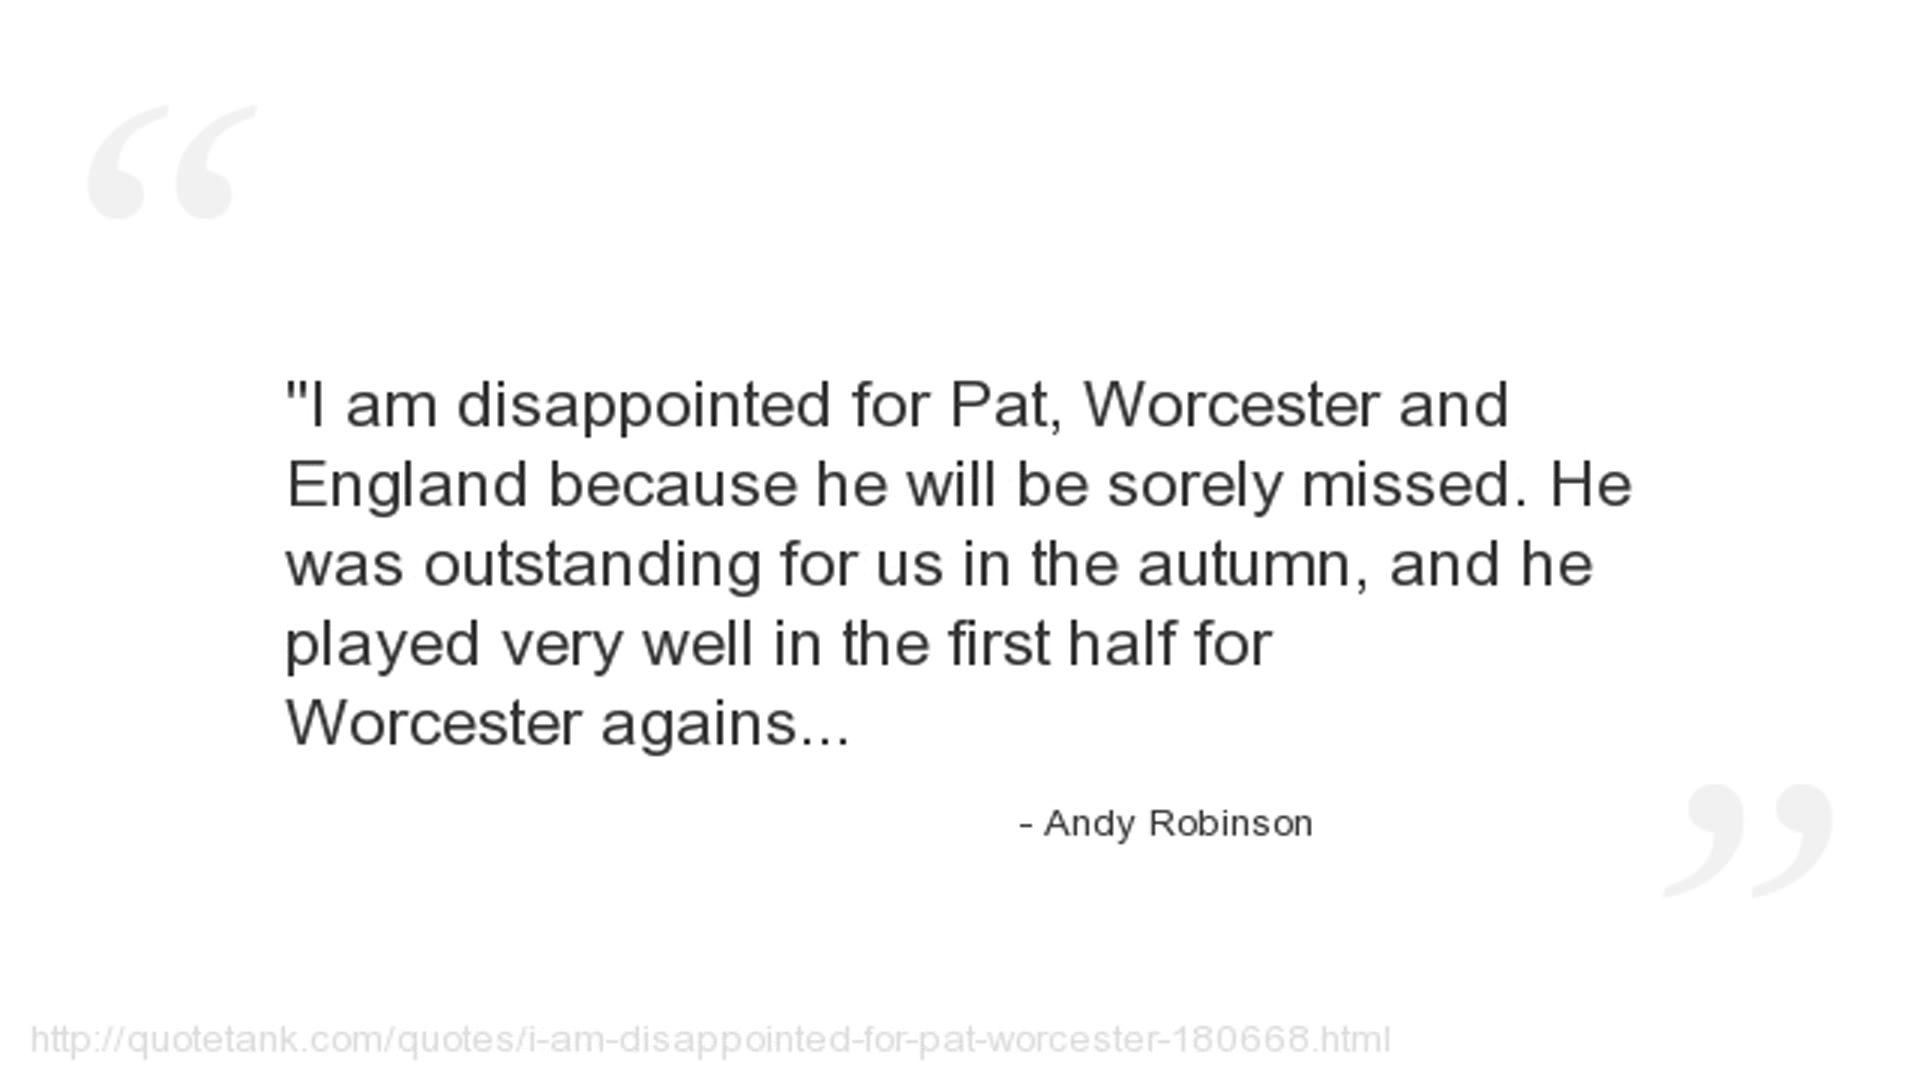 “
"I am disappointed for Pat, Worcester and
England because he will be sorely missed. He
was outstanding for us in the autumn, and he
played very well in the first half for
Worcester agains...
- Andy Robinson
”
http://quotetank.com/quotes/i-am-disappointed-for-pat-worcester-180668.html